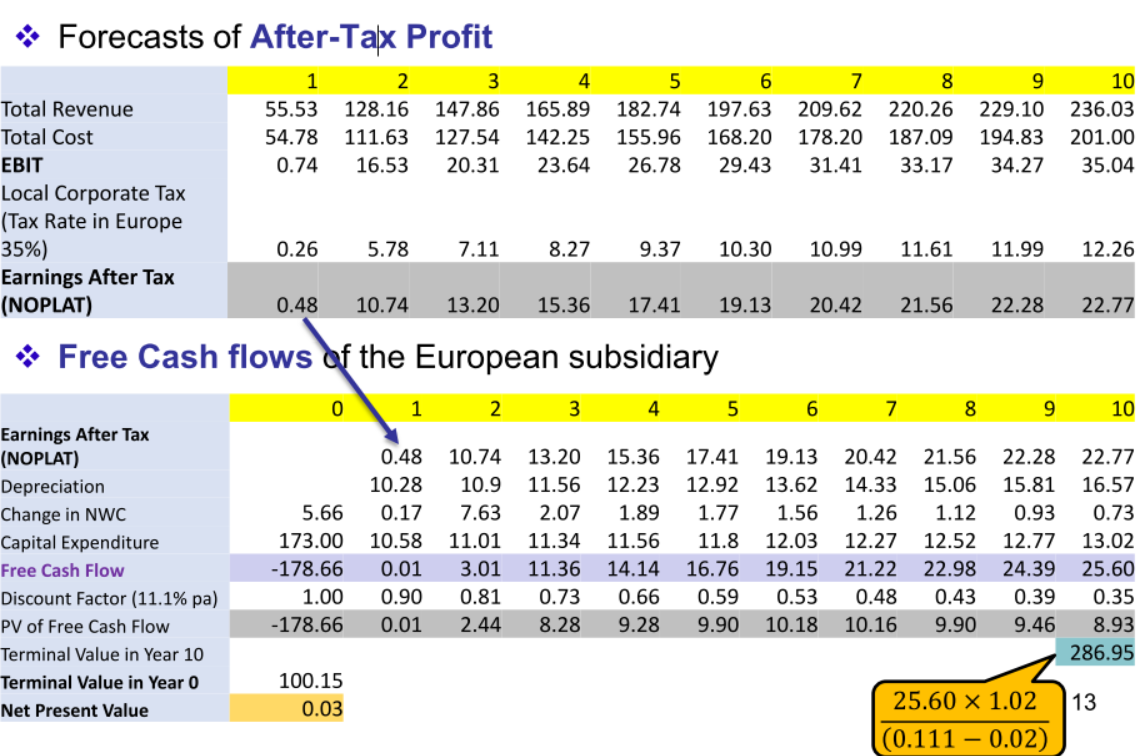 ❖ Forecasts of After-Tax Profit
1 2 3 4 5 6 7 8 9 10
Total Revenue 55.53 128.16 147.86 165.89 182.74 197.63 209.62 220.26 229.10 236.03
Total Cost 54.78 111.63 127.54 142.25 155.96 168.20 178.20 187.09 194.83 201.00
EBIT 0.74 16.53 20.31 23.64 26.78 29.43 31.41 33.17 34.27 35.04
Local Corporate Tax
(Tax Rate in Europe
35%) 0.26 5.78 7.11 8.27 9.37 10.30 10.99 11.61 11.99 12.26
Earnings After Tax
(NOPLAT) 0.48 10.74 13.20 15.36 17.41 19.13 20.42 21.56 22.28 22.77
❖ Free Cash flows of the European subsidiary
0 1 2 3 4 5 6 7 8 9 10
Earnings After Tax
(NOPLAT) 0.48 10.74 13.20 15.36 17.41 19.13 20.42 21.56 22.28 22.77
Depreciation 10.28 10.9 11.56 12.23 12.92 13.62 14.33 15.06 15.81 16.57
Change in NWC 5.66 0.17 7.63 2.07 1.89 1.77 1.56 1.26 1.12 0.93 0.73
Capital Expenditure 173.00 10.58 11.01 11.34 11.56 11.8 12.03 12.27 12.52 12.77 13.02
Free Cash Flow -178.66 0.01 3.01 11.36 14.14 16.76 19.15 21.22 22.98 24.39 25.60
Discount Factor (11.1% pa) 1.00 0.90 0.81 0.73 0.66 0.59 0.53 0.48 0.43 0.39 0.35
PV of Free Cash Flow -178.66 0.01 2.44 8.28 9.28 9.90 10.18 10.16 9.90 9.46 8.93
Terminal Value in Year 10 286.95
Terminal Value in Year 0 100.15
Net Present Value 0.03
25.60 × 1.02
(0.111 − 0.02)
13